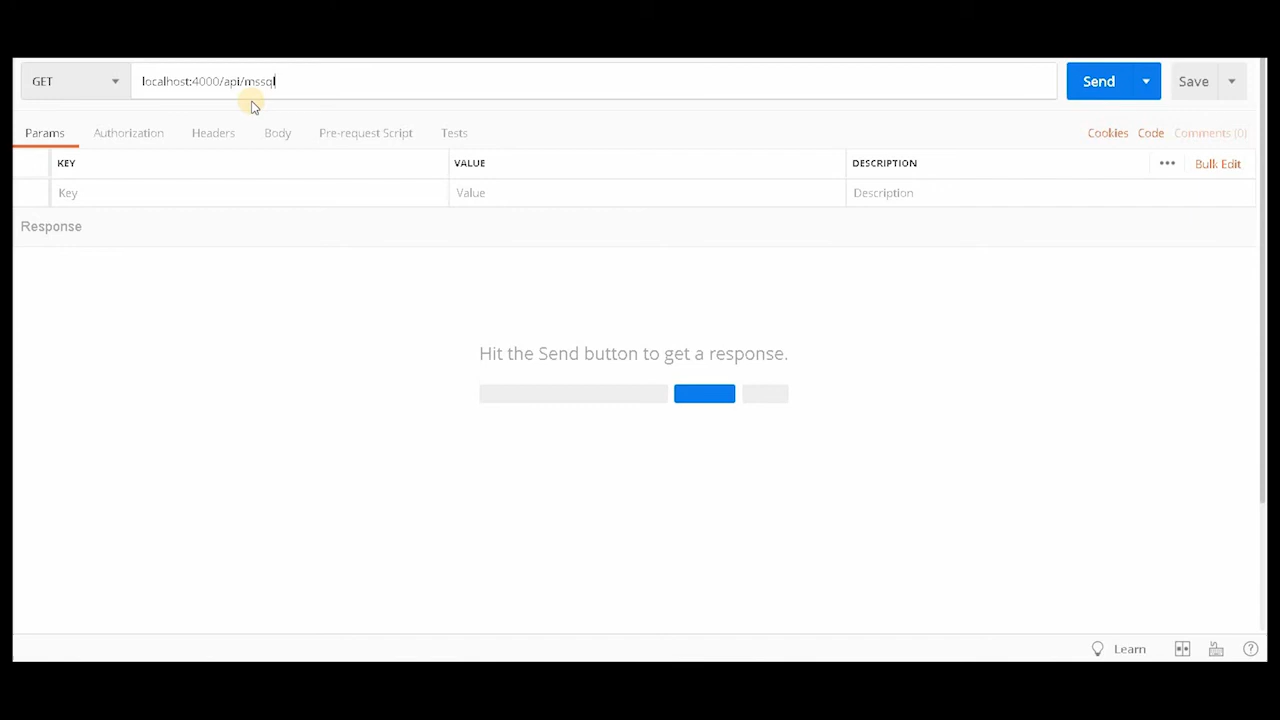 GET localhost:4000/api/mssql Send Save
Params Authorization Headers Body Pre-request Script Tests Cookies Code Comments (0)
KEY VALUE DESCRIPTION ••• Bulk Edit
Key Value Description
Response
Hit the Send button to get a response.
Learn